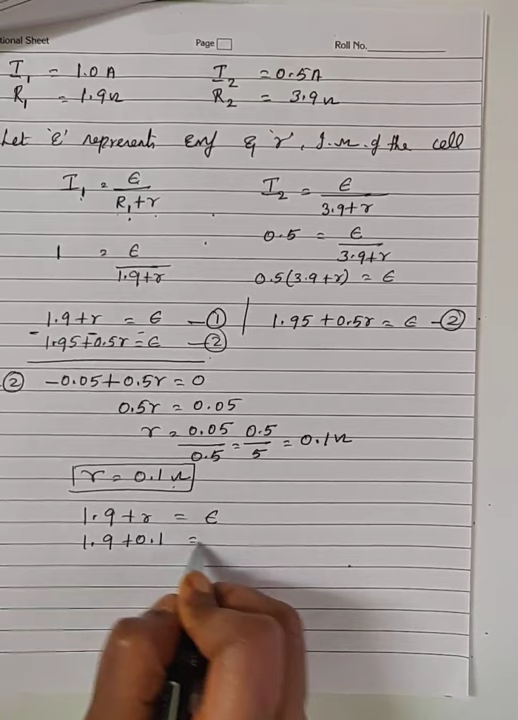 tional Sheet Page Roll No.
I₁ = 1.0 A I₂ = 0.5A
R₁ = 1.9Ω R₂ = 3.9Ω
Let 'ε' represents Emf & 'r', I.R. of the cell
I₁ = ε / (R₁+r) I₂ = ε / (3.9+r)
0.5 = ε / (3.9+r)
1 = ε / (1.9+r) 0.5(3.9+r) = ε
1.9+r = ε —① 1.95+0.5r = ε —②
-1.95+0.5r = ε —②
② -0.05+0.5r = 0
0.5r = 0.05
r = 0.05/0.5 = 0.5/5 = 0.1Ω
r = 0.1Ω
1.9+r = ε
1.9+0.1 =